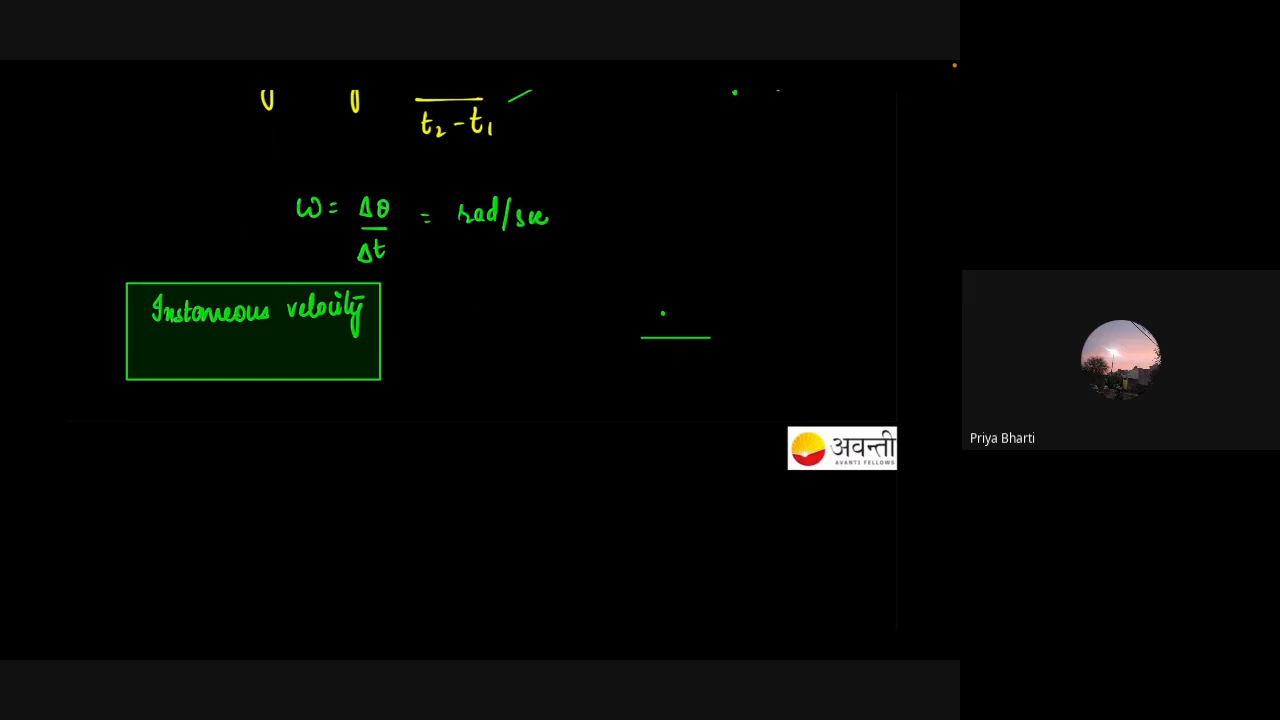 t₂ - t₁
ω = Δθ/Δt = rad/sec
Instaneous velocity
अवन्ती
AVANTI FELLOWS
Priya Bharti